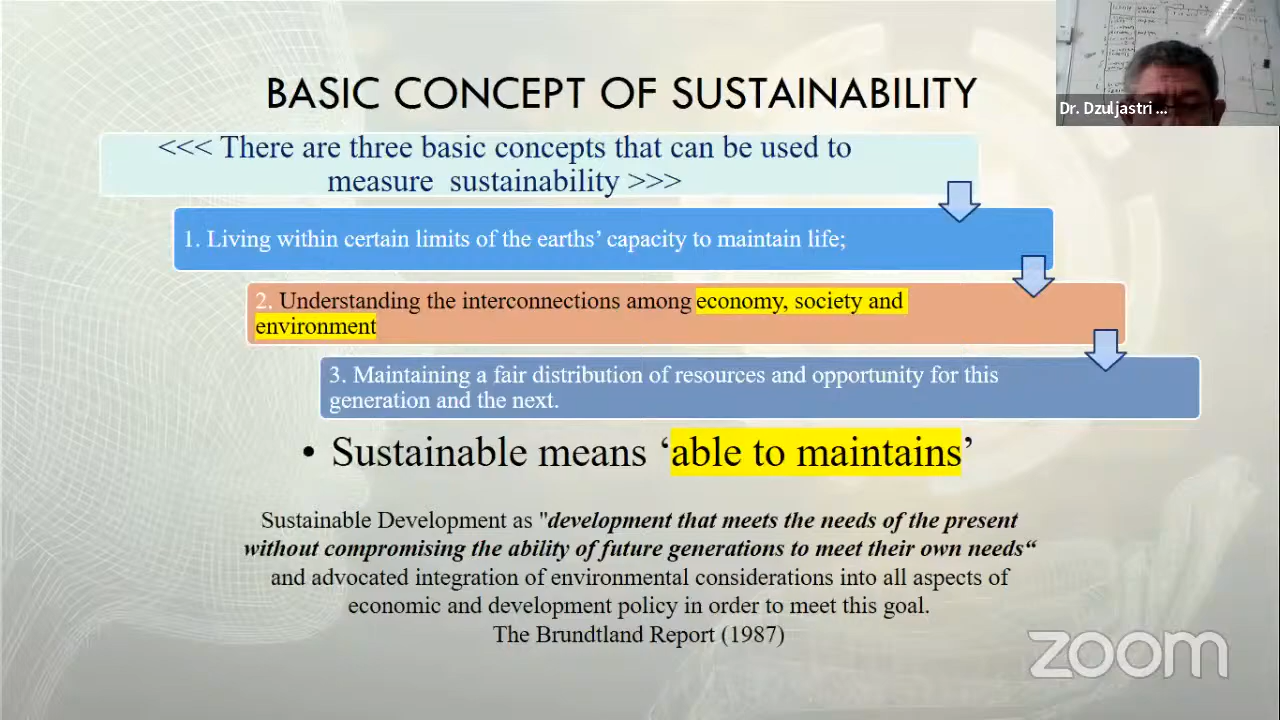 BASIC CONCEPT OF SUSTAINABILITY
Dr. Dzuljastri ...
<<< There are three basic concepts that can be used to
measure sustainability >>>
1. Living within certain limits of the earths’ capacity to maintain life;
2. Understanding the interconnections among economy, society and
environment
3. Maintaining a fair distribution of resources and opportunity for this
generation and the next.
• Sustainable means ‘able to maintains’
Sustainable Development as "development that meets the needs of the present
without compromising the ability of future generations to meet their own needs“
and advocated integration of environmental considerations into all aspects of
economic and development policy in order to meet this goal.
The Brundtland Report (1987)
zoom